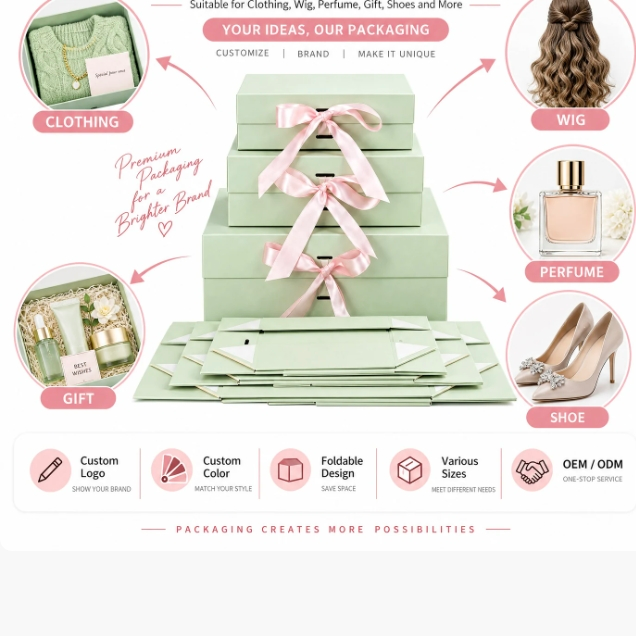 Suitable for Clothing, Wig, Perfume, Gift, Shoes and More
YOUR IDEAS, OUR PACKAGING
CUSTOMIZE | BRAND | MAKE IT UNIQUE
CLOTHING
WIG
Premium
Packaging
for a
Brighter Brand
PERFUME
BEST
WISHES
GIFT
SHOE
Custom
Logo
SHOW YOUR BRAND
Custom
Color
MATCH YOUR STYLE
Foldable
Design
SAVE SPACE
Various
Sizes
MEET DIFFERENT NEEDS
OEM / ODM
ONE-STOP SERVICE
PACKAGING CREATES MORE POSSIBILITIES